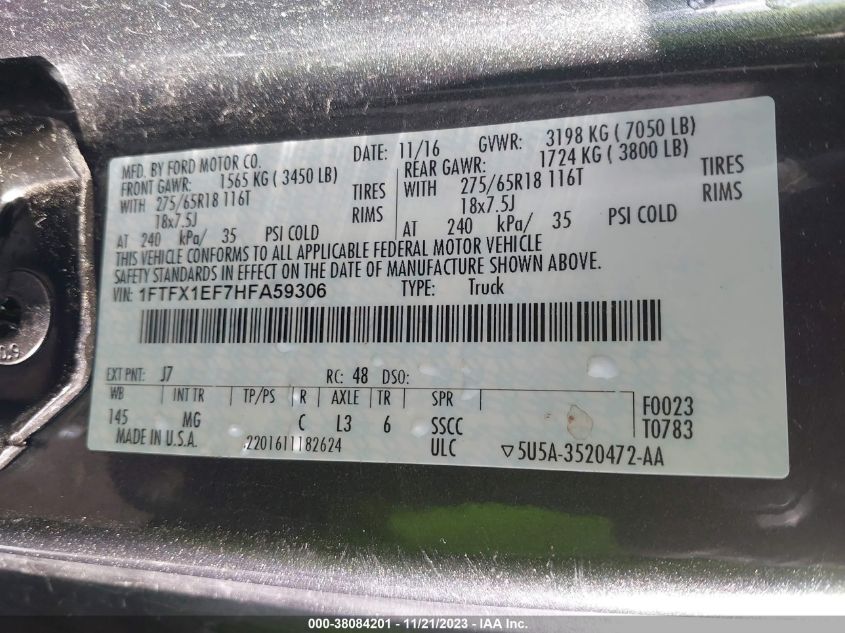 MFD. BY FORD MOTOR CO. DATE: 11/16 GVWR: 3198 KG ( 7050 LB)
FRONT GAWR: 1565 KG ( 3450 LB) REAR GAWR: 1724 KG ( 3800 LB)
WITH 275/65R18 116T TIRES WITH 275/65R18 116T TIRES
18x7.5J RIMS 18x7.5J RIMS
AT 240 kPa/ 35 PSI COLD AT 240 kPa/ 35 PSI COLD
THIS VEHICLE CONFORMS TO ALL APPLICABLE FEDERAL MOTOR VEHICLE
SAFETY STANDARDS IN EFFECT ON THE DATE OF MANUFACTURE SHOWN ABOVE.
VIN: 1FTFX1EF7HFA59306 TYPE: Truck
EXT PNT: J7 RC: 48 DSO:
WB INT TR TP/PS R AXLE TR SPR F0023
145 MG C L3 6 SSCC T0783
MADE IN U.S.A. 2201611182624 ULC ▽5U5A-3520472-AA
000-38084201 - 11/21/2023 - IAA Inc.